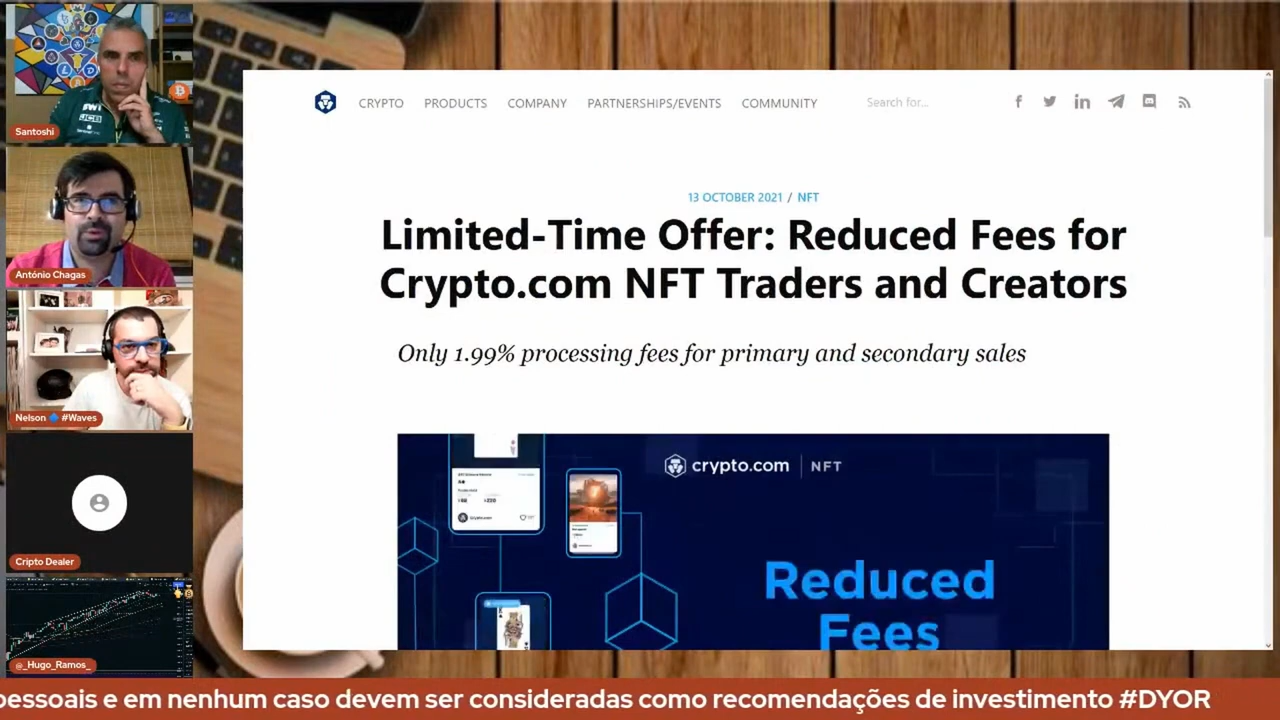 Santoshi
António Chagas
Nelson 🔷 #Waves
Cripto Dealer
@_Hugo_Ramos_
CRYPTO PRODUCTS COMPANY PARTNERSHIPS/EVENTS COMMUNITY Search for...
13 OCTOBER 2021 / NFT
Limited-Time Offer: Reduced Fees for
Crypto.com NFT Traders and Creators
Only 1.99% processing fees for primary and secondary sales
crypto.com NFT
Reduced
Fees
pessoais e em nenhum caso devem ser consideradas como recomendações de investimento #DYOR